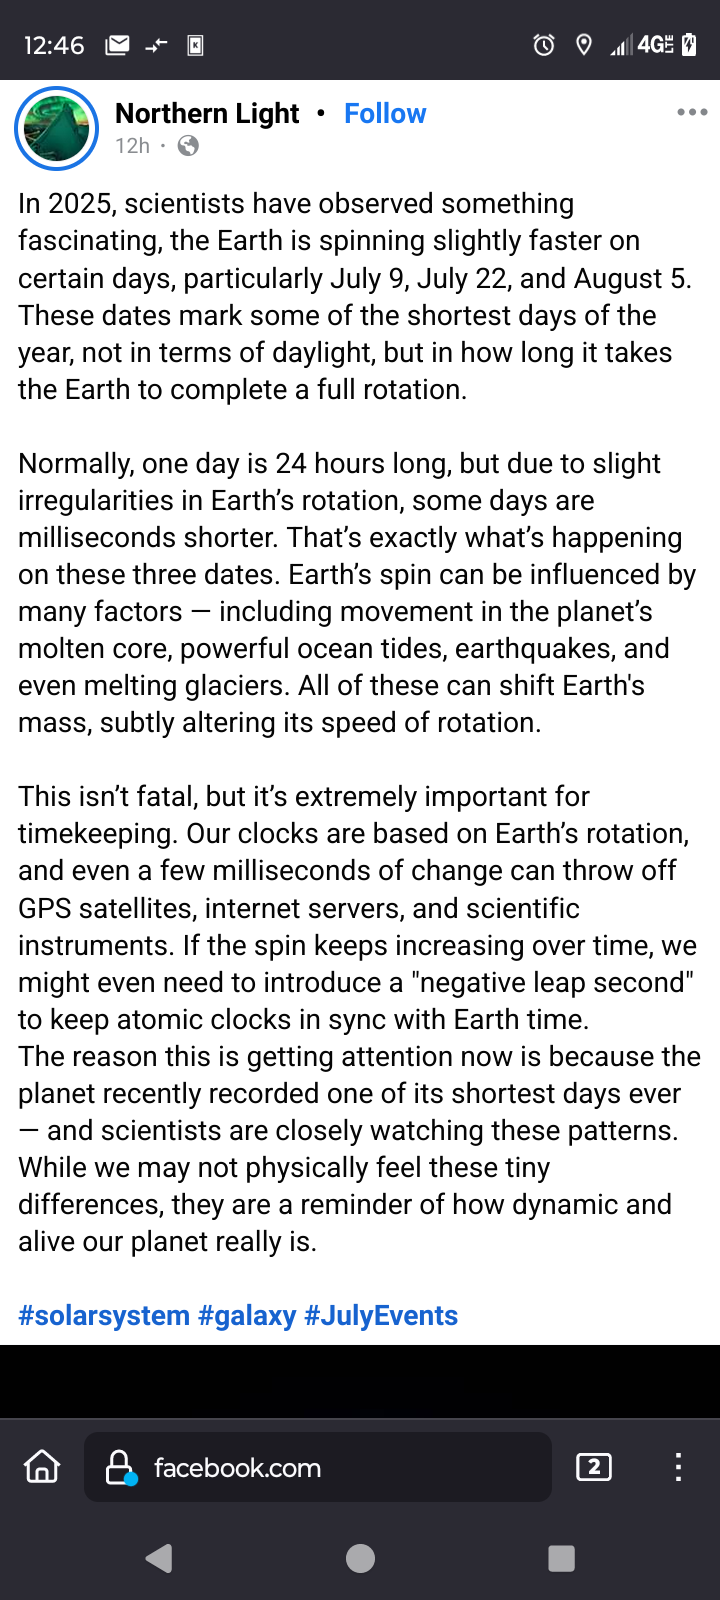 12:46
4G LTE
Northern Light • Follow
12h ·
In 2025, scientists have observed something
fascinating, the Earth is spinning slightly faster on
certain days, particularly July 9, July 22, and August 5.
These dates mark some of the shortest days of the
year, not in terms of daylight, but in how long it takes
the Earth to complete a full rotation.
Normally, one day is 24 hours long, but due to slight
irregularities in Earth’s rotation, some days are
milliseconds shorter. That’s exactly what’s happening
on these three dates. Earth’s spin can be influenced by
many factors — including movement in the planet’s
molten core, powerful ocean tides, earthquakes, and
even melting glaciers. All of these can shift Earth's
mass, subtly altering its speed of rotation.
This isn’t fatal, but it’s extremely important for
timekeeping. Our clocks are based on Earth’s rotation,
and even a few milliseconds of change can throw off
GPS satellites, internet servers, and scientific
instruments. If the spin keeps increasing over time, we
might even need to introduce a "negative leap second"
to keep atomic clocks in sync with Earth time.
The reason this is getting attention now is because the
planet recently recorded one of its shortest days ever
— and scientists are closely watching these patterns.
While we may not physically feel these tiny
differences, they are a reminder of how dynamic and
alive our planet really is.
#solarsystem #galaxy #JulyEvents
facebook.com
2